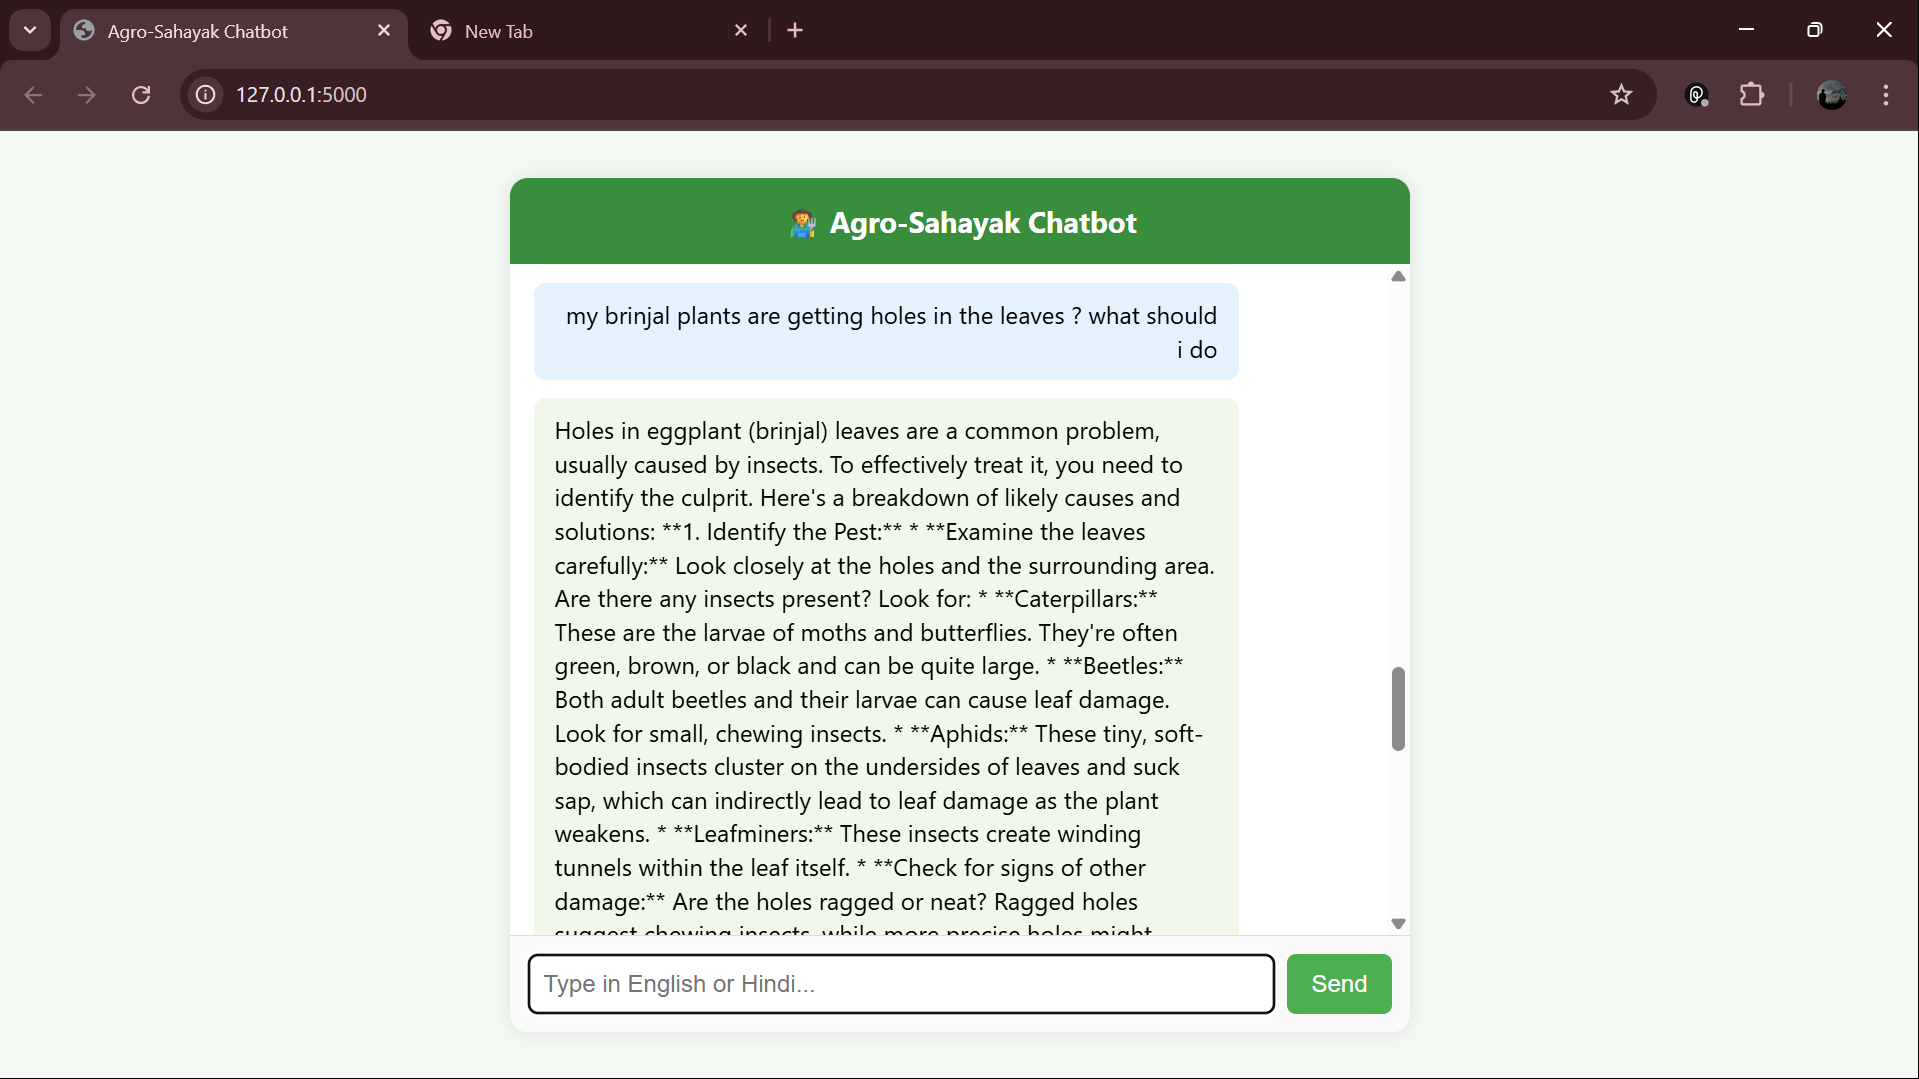 Agro-Sahayak Chatbot
New Tab
127.0.0.1:5000
Agro-Sahayak Chatbot
my brinjal plants are getting holes in the leaves ? what should
i do
Holes in eggplant (brinjal) leaves are a common problem,
usually caused by insects. To effectively treat it, you need to
identify the culprit. Here's a breakdown of likely causes and
solutions: **1. Identify the Pest:** * **Examine the leaves
carefully:** Look closely at the holes and the surrounding area.
Are there any insects present? Look for: * **Caterpillars:**
These are the larvae of moths and butterflies. They're often
green, brown, or black and can be quite large. * **Beetles:**
Both adult beetles and their larvae can cause leaf damage.
Look for small, chewing insects. * **Aphids:** These tiny, soft-
bodied insects cluster on the undersides of leaves and suck
sap, which can indirectly lead to leaf damage as the plant
weakens. * **Leafminers:** These insects create winding
tunnels within the leaf itself. * **Check for signs of other
damage:** Are the holes ragged or neat? Ragged holes
suggest chewing insects, while more precise holes might
Type in English or Hindi...
Send